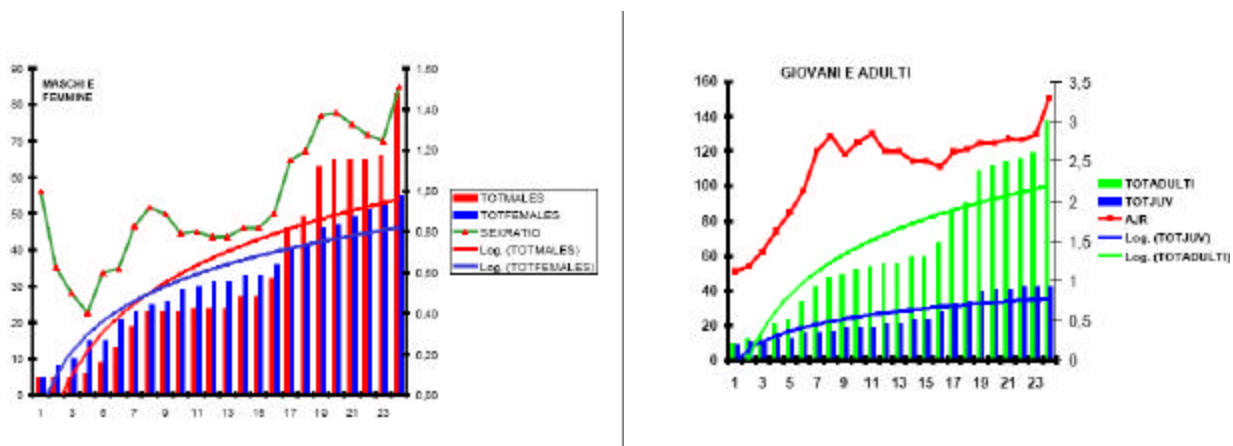 MASCHI E
FEMMINE
90
80
70
60
50
40
30
20
10
0
1,60
1,40
1,20
1,00
0,80
0,60
0,40
0,20
0,00
1 3 5 7 9 11 13 15 17 19 21 23
TOTMALES
TOTFEMALES
SEXRATIO
Log. (TOTMALES)
Log. (TOTFEMALES)
GIOVANI E ADULTI
160
140
120
100
80
60
40
20
0
3,5
3
2,5
2
1,5
1
0,5
0
1 3 5 7 9 11 13 15 17 19 21 23
TOTADULTI
TOTJUV
AJR
Log. (TOTJUV)
Log. (TOTADULTI)